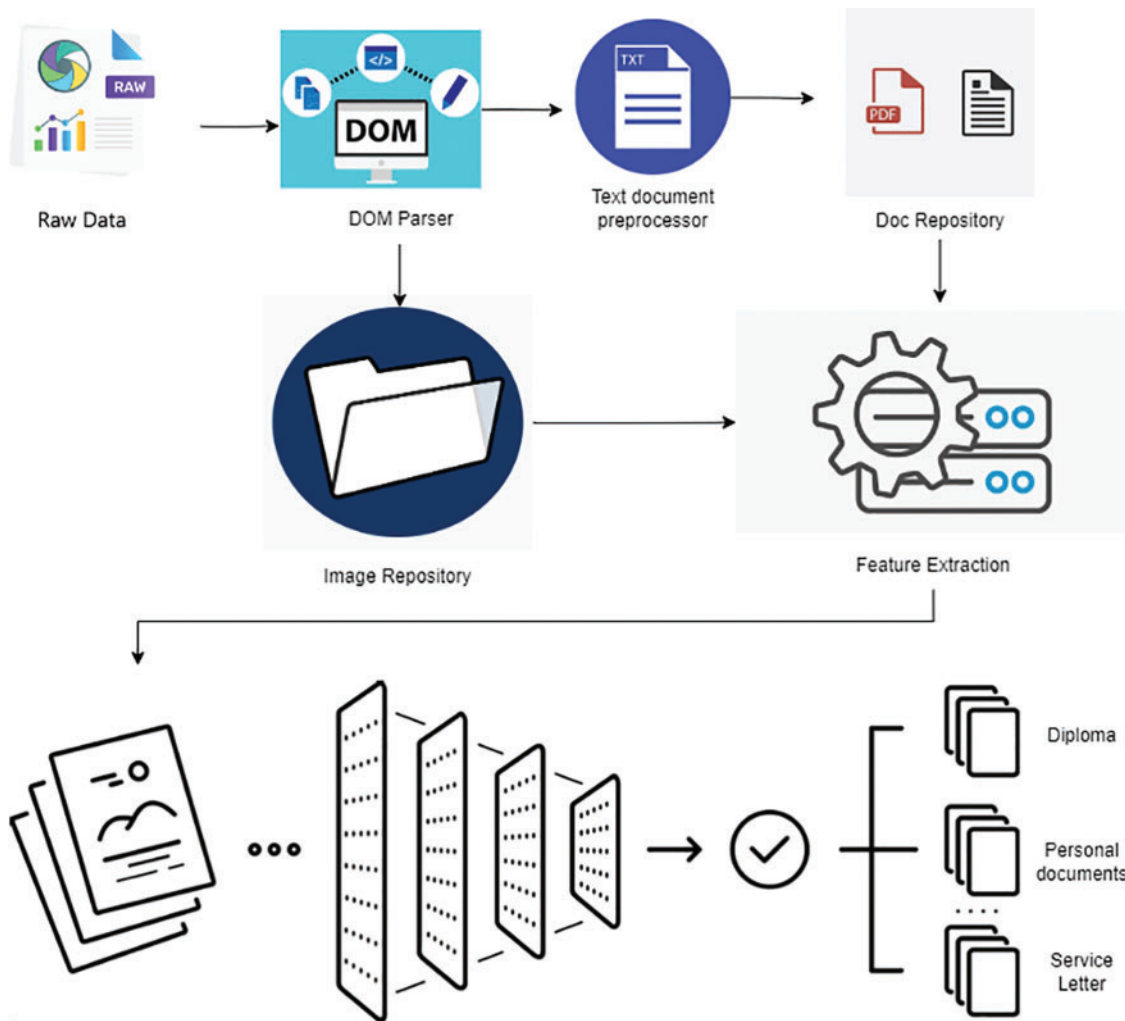 RAW
</>
DOM
TXT
PDF
Raw Data
DOM Parser
Text document
preprocessor
Doc Repository
Image Repository
Feature Extraction
Diploma
Personal
documents
. . . .
Service
Letter